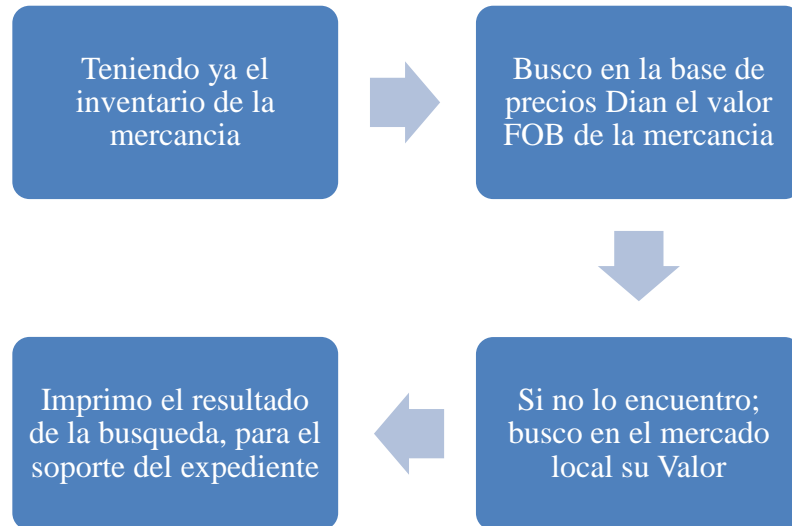 Teniendo ya el
inventario de la
mercancia
Busco en la base de
precios Dian el valor
FOB de la mercancia
Si no lo encuentro;
busco en el mercado
local su Valor
Imprimo el resultado
de la busqueda, para el
soporte del expediente